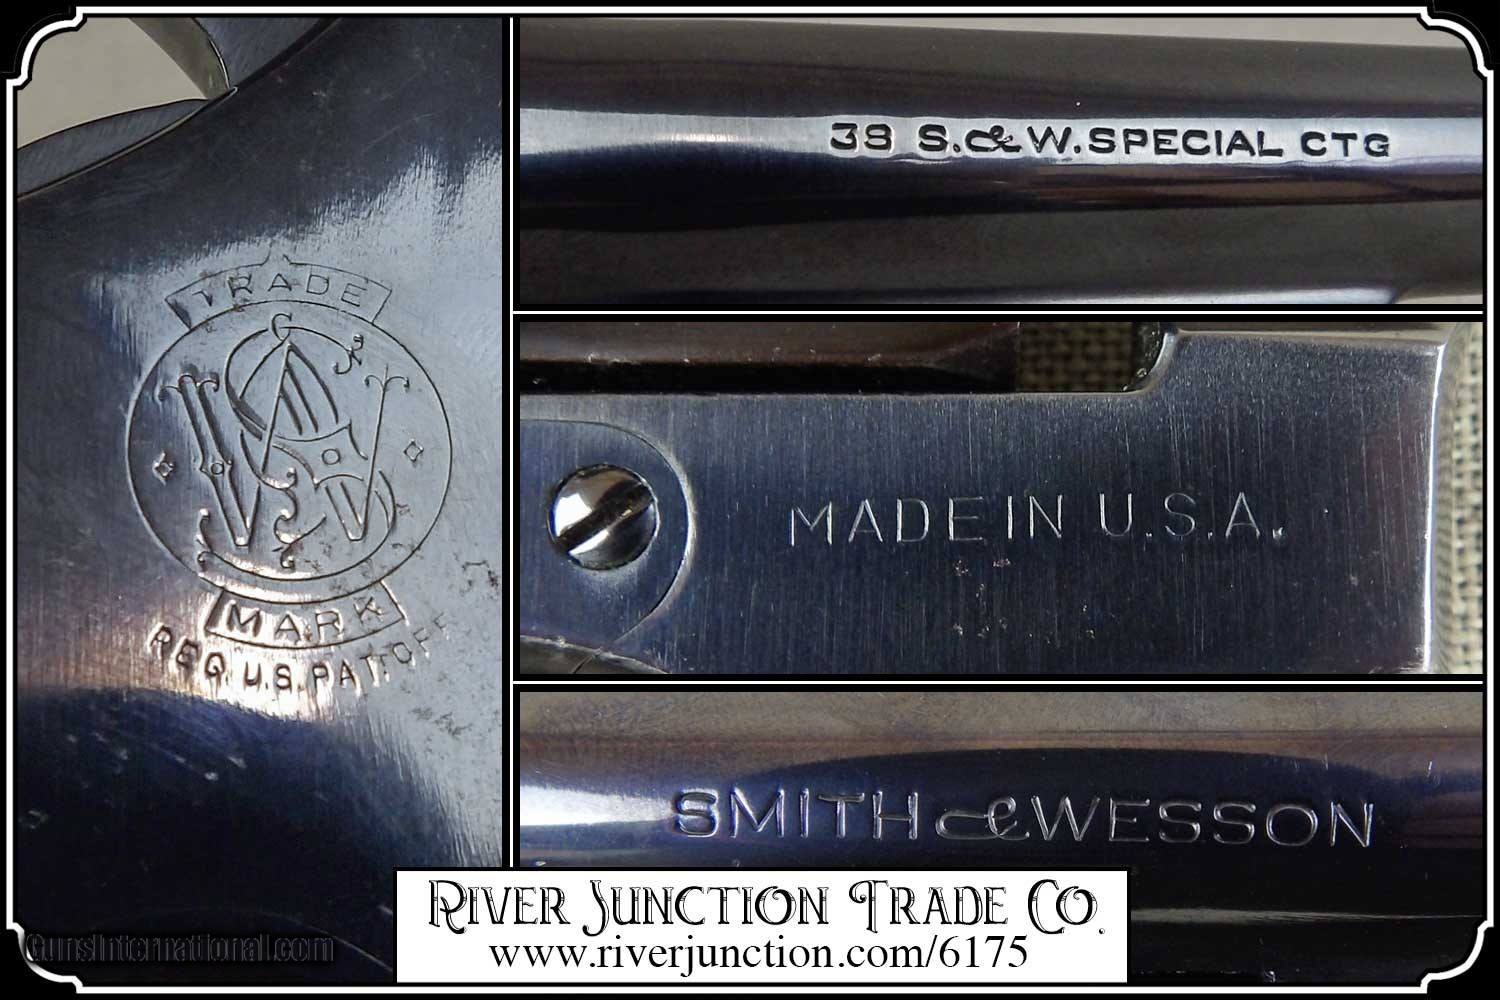 TRADE
MARK
REG. U.S. PAT. OFF.
38 S.&W. SPECIAL CTG
MADE IN U.S.A.
SMITH & WESSON
RIVER JUNCTION TRADE CO.
www.riverjunction.com/6175
GunsInternational.com